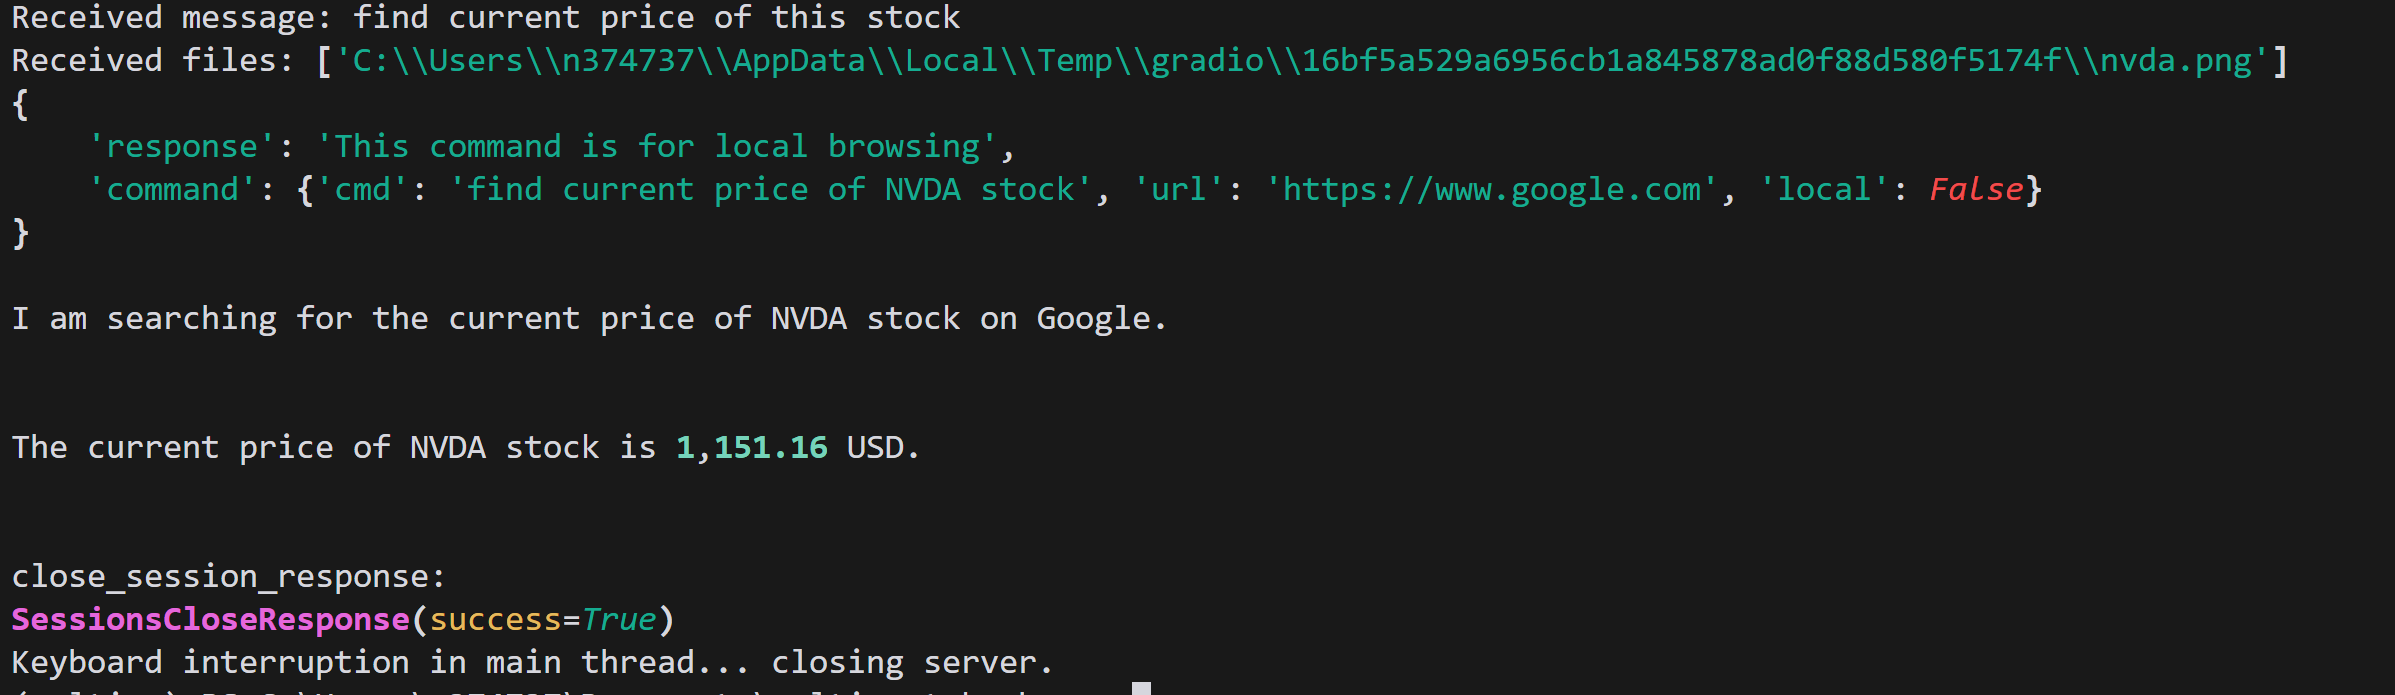 Received message: find current price of this stock
Received files: ['C:\\Users\\n374737\\AppData\\Local\\Temp\\gradio\\16bf5a529a6956cb1a845878ad0f88d580f5174f\\nvda.png']
{
    'response': 'This command is for local browsing',
    'command': {'cmd': 'find current price of NVDA stock', 'url': 'https://www.google.com', 'local': False}
}
I am searching for the current price of NVDA stock on Google.
The current price of NVDA stock is 1,151.16 USD.
close_session_response:
SessionsCloseResponse(success=True)
Keyboard interruption in main thread... closing server.